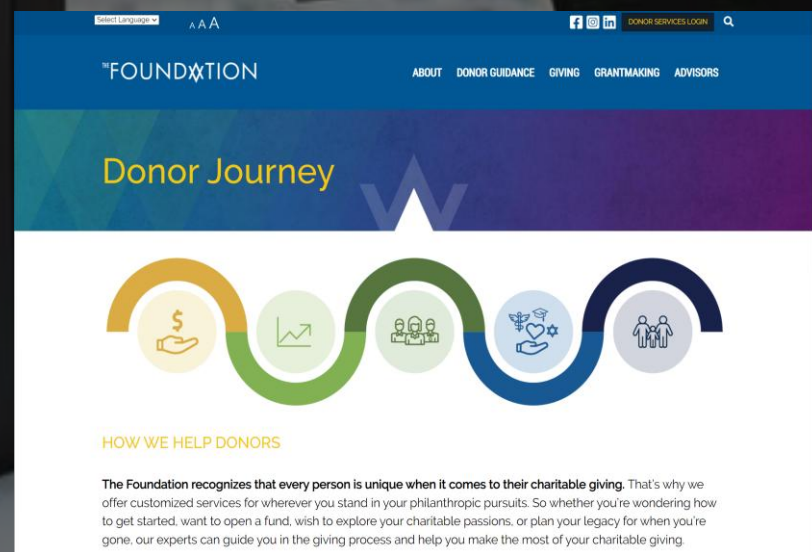 Select Language
A A A
DONOR SERVICES LOGIN
THE FOUNDATION
ABOUT DONOR GUIDANCE GIVING GRANTMAKING ADVISORS
Donor Journey
HOW WE HELP DONORS
The Foundation recognizes that every person is unique when it comes to their charitable giving. That's why we
offer customized services for wherever you stand in your philanthropic pursuits. So whether you're wondering how
to get started, want to open a fund, wish to explore your charitable passions, or plan your legacy for when you're
gone, our experts can guide you in the giving process and help you make the most of your charitable giving.